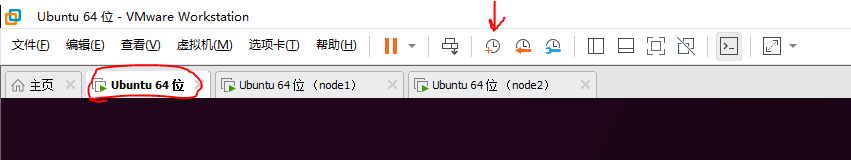 Ubuntu 64 位 - VMware Workstation
文件(F) 编辑(E) 查看(V) 虚拟机(M) 选项卡(T) 帮助(H)
主页 Ubuntu 64 位 Ubuntu 64 位 （node1） Ubuntu 64 位 （node2）